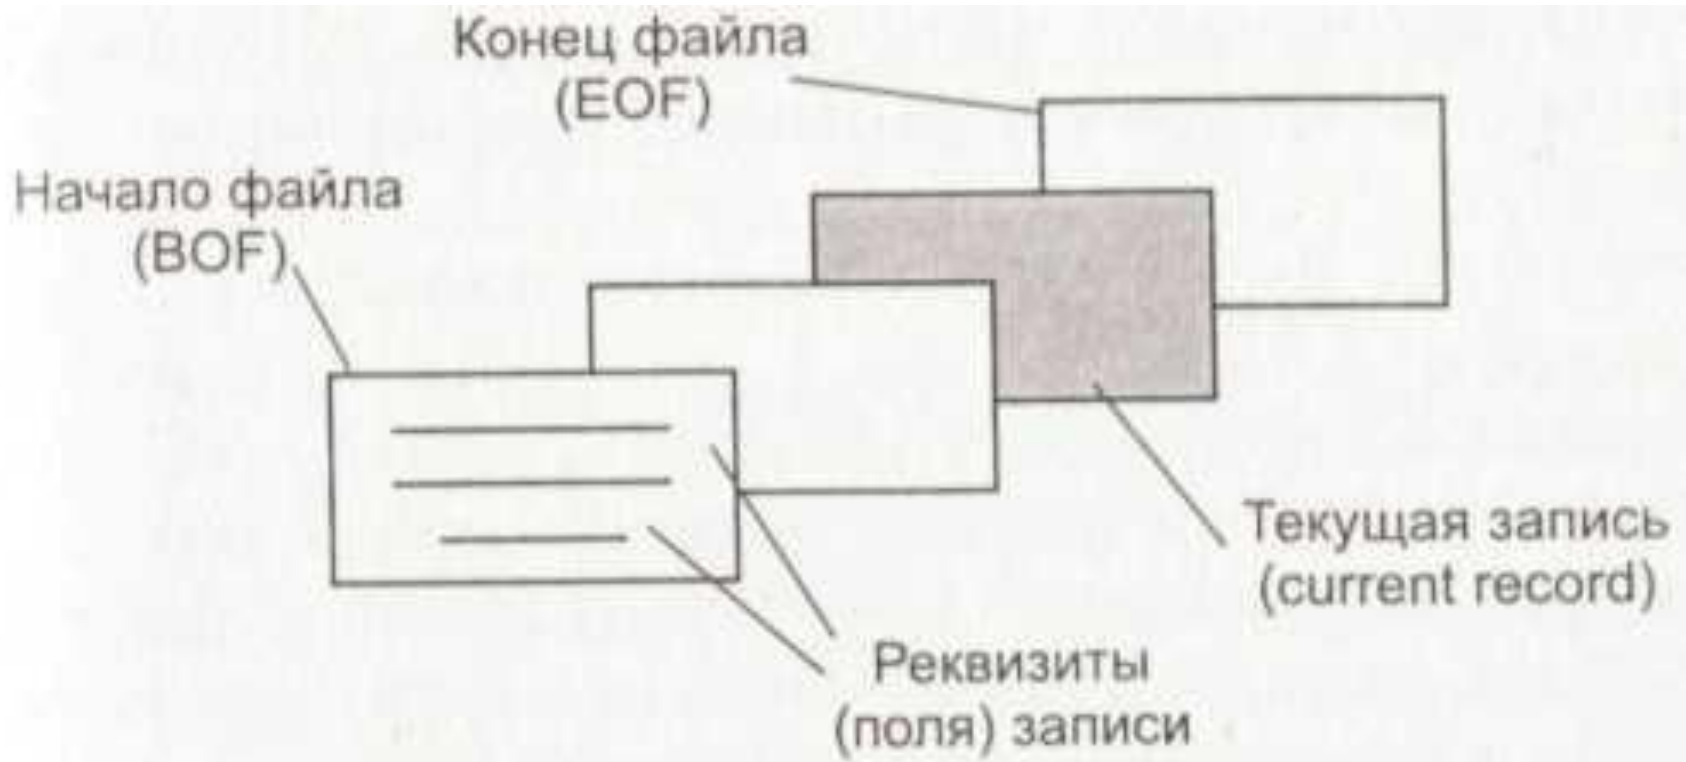 Конец файла
(EOF)
Начало файла
(BOF)
Текущая запись
(current record)
Реквизиты
(поля) записи